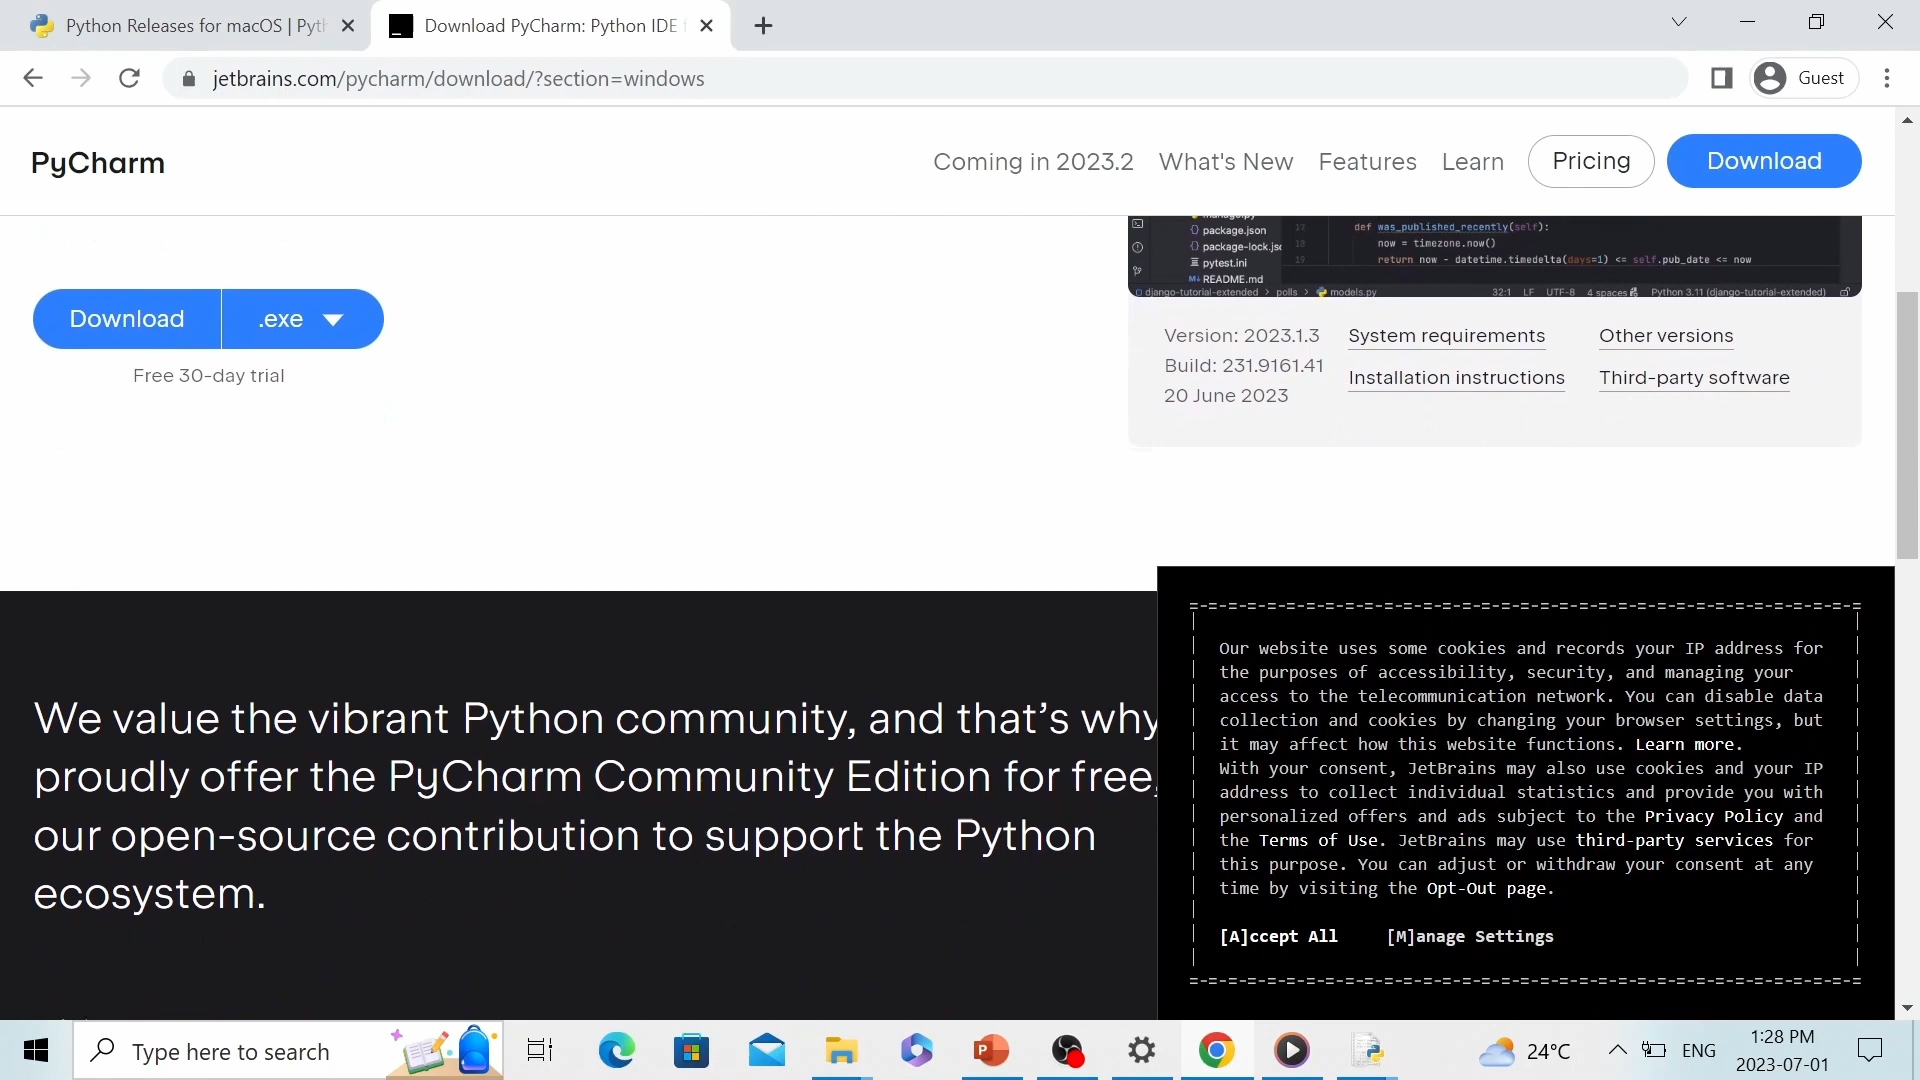 Python Releases for macOS | Pyth
Download PyCharm: Python IDE f
jetbrains.com/pycharm/download/?section=windows
Guest
PyCharm
Coming in 2023.2
What's New
Features
Learn
Pricing
Download
Download
.exe
Free 30-day trial
package.json
package-lock.jsc
pytest.ini
M↓ README.md
17 def was_published_recently(self):
18 now = timezone.now()
19 return now - datetime.timedelta(days=1) <= self.pub_date <= now
django-tutorial-extended > polls > models.py
32:1 LF UTF-8 4 spaces Python 3.11 (django-tutorial-extended)
Version: 2023.1.3
Build: 231.9161.41
20 June 2023
System requirements
Installation instructions
Other versions
Third-party software
We value the vibrant Python community, and that’s why
proudly offer the PyCharm Community Edition for free,
our open-source contribution to support the Python
ecosystem.
Our website uses some cookies and records your IP address for
the purposes of accessibility, security, and managing your
access to the telecommunication network. You can disable data
collection and cookies by changing your browser settings, but
it may affect how this website functions. Learn more.
With your consent, JetBrains may also use cookies and your IP
address to collect individual statistics and provide you with
personalized offers and ads subject to the Privacy Policy and
the Terms of Use. JetBrains may use third-party services for
this purpose. You can adjust or withdraw your consent at any
time by visiting the Opt-Out page.
[A]ccept All [M]anage Settings
Type here to search
24°C
ENG
1:28 PM
2023-07-01